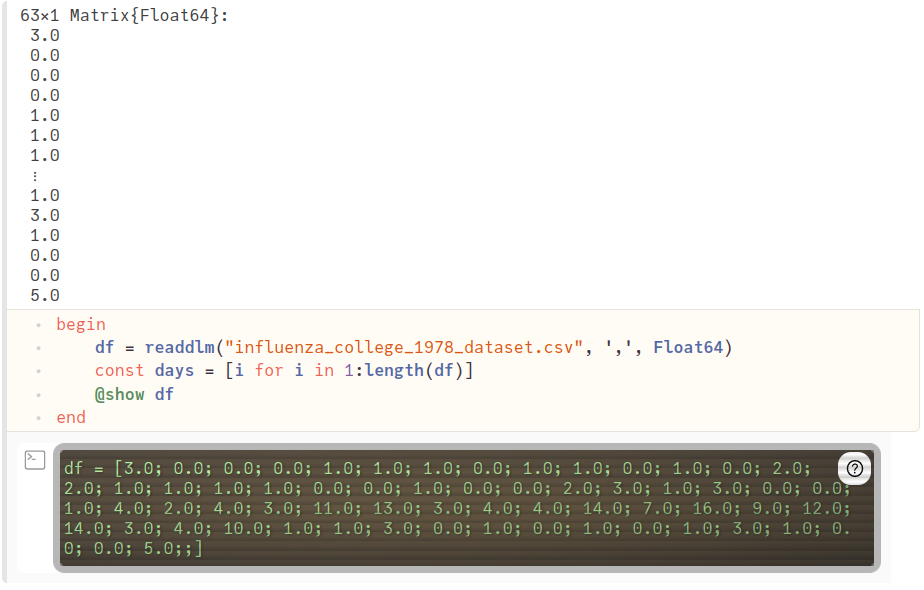 63×1 Matrix{Float64}:
3.0
0.0
0.0
0.0
1.0
1.0
1.0
⋮
1.0
3.0
1.0
0.0
0.0
5.0
begin
df = readdlm("influenza_college_1978_dataset.csv", ',', Float64)
const days = [i for i in 1:length(df)]
@show df
end
df = [3.0; 0.0; 0.0; 0.0; 1.0; 1.0; 1.0; 0.0; 1.0; 1.0; 0.0; 1.0; 0.0; 2.0;
2.0; 1.0; 1.0; 1.0; 1.0; 0.0; 0.0; 1.0; 0.0; 0.0; 2.0; 3.0; 1.0; 3.0; 0.0; 0.0;
1.0; 4.0; 2.0; 4.0; 3.0; 11.0; 13.0; 3.0; 4.0; 4.0; 14.0; 7.0; 16.0; 9.0; 12.0;
14.0; 3.0; 4.0; 10.0; 1.0; 1.0; 3.0; 0.0; 1.0; 0.0; 1.0; 0.0; 1.0; 3.0; 1.0; 0.
0; 0.0; 5.0;;]